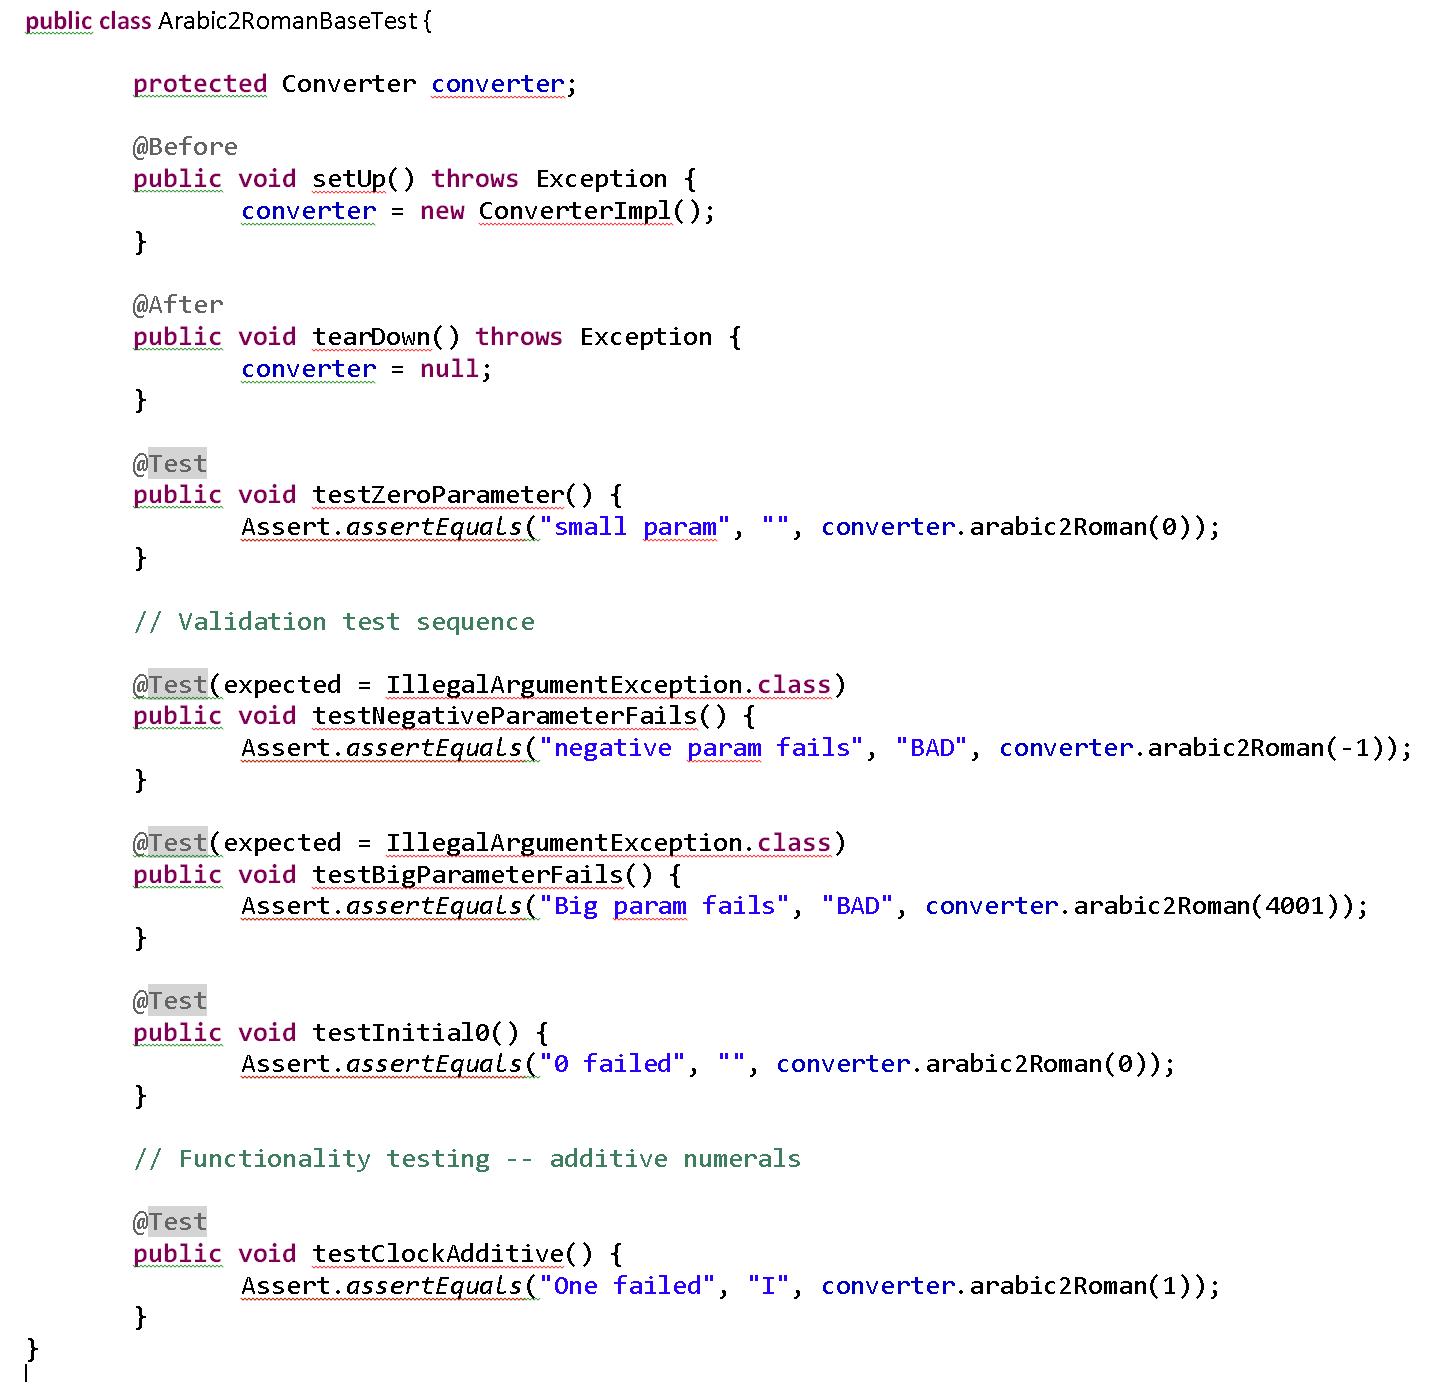 public class Arabic2RomanBaseTest {
protected Converter converter;
@Before
public void setUp() throws Exception {
converter = new ConverterImpl();
}
@After
public void tearDown() throws Exception {
converter = null;
}
@Test
public void testZeroParameter() {
Assert.assertEquals("small param", "", converter.arabic2Roman(0));
}
// Validation test sequence
@Test(expected = IllegalArgumentException.class)
public void testNegativeParameterFails() {
Assert.assertEquals("negative param fails", "BAD", converter.arabic2Roman(-1));
}
@Test(expected = IllegalArgumentException.class)
public void testBigParameterFails() {
Assert.assertEquals("Big param fails", "BAD", converter.arabic2Roman(4001));
}
@Test
public void testInitial0() {
Assert.assertEquals("0 failed", "", converter.arabic2Roman(0));
}
// Functionality testing -- additive numerals
@Test
public void testClockAdditive() {
Assert.assertEquals("One failed", "I", converter.arabic2Roman(1));
}
}